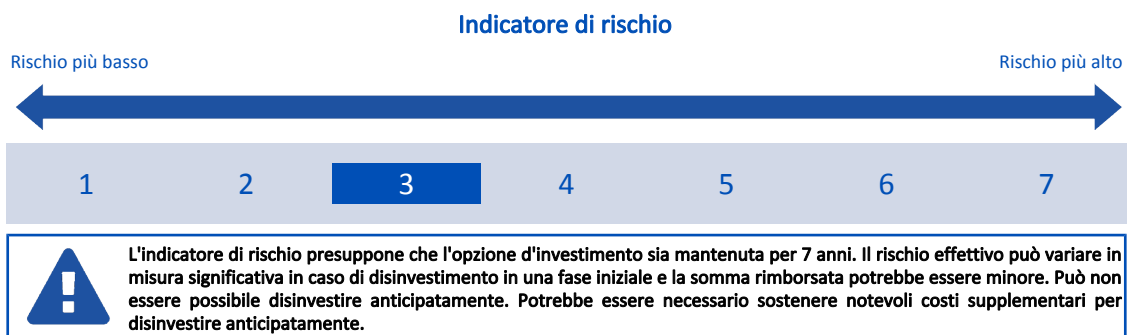 Indicatore di rischio
Rischio più basso
Rischio più alto
1 2 3 4 5 6 7
L'indicatore di rischio presuppone che l'opzione d'investimento sia mantenuta per 7 anni. Il rischio effettivo può variare in
misura significativa in caso di disinvestimento in una fase iniziale e la somma rimborsata potrebbe essere minore. Può non
essere possibile disinvestire anticipatamente. Potrebbe essere necessario sostenere notevoli costi supplementari per
disinvestire anticipatamente.